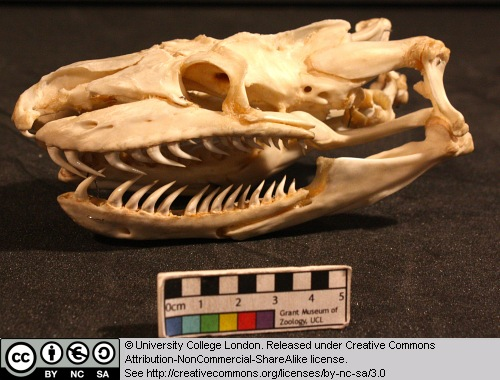 0cm 1 2 3 4 5
Grant Museum of
Zoology, UCL
cc BY NC SA
© University College London. Released under Creative Commons
Attribution-NonCommercial-ShareAlike license.
See http://creativecommons.org/licenses/by-nc-sa/3.0